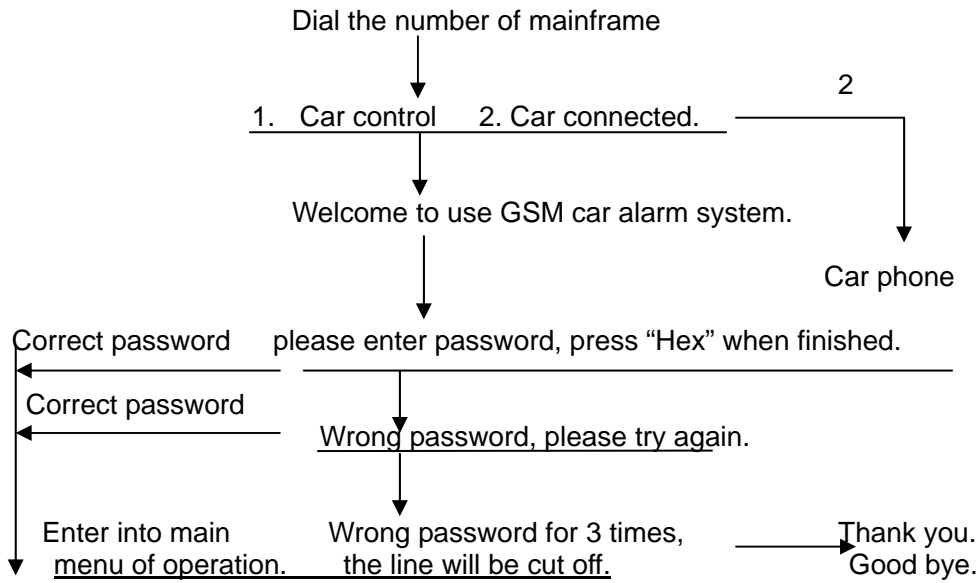 Dial the number of mainframe
2
1. Car control 2. Car connected.
Welcome to use GSM car alarm system.
Car phone
Correct password please enter password, press “Hex” when finished.
Correct password
Wrong password, please try again.
Enter into main Wrong password for 3 times, Thank you.
menu of operation. the line will be cut off. Good bye.